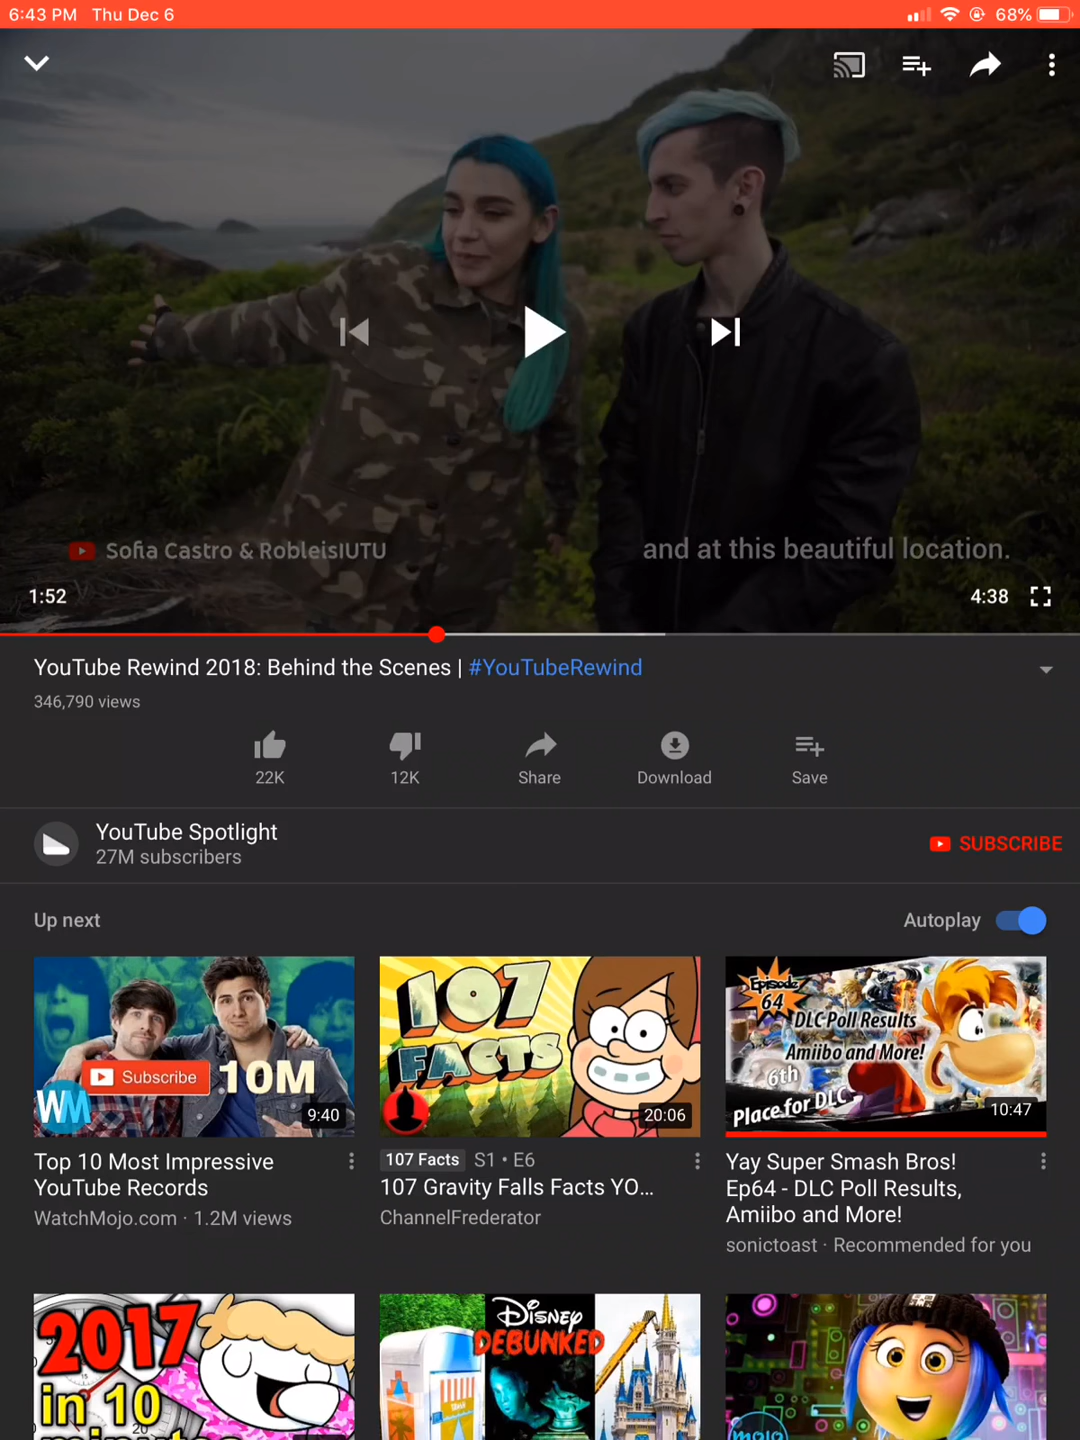 6:43 PM Thu Dec 6
68%
Sofia Castro & RobleisIUTU
and at this beautiful location.
1:52
4:38
YouTube Rewind 2018: Behind the Scenes | #YouTubeRewind
346,790 views
22K
12K
Share
Download
Save
YouTube Spotlight
27M subscribers
SUBSCRIBE
Up next
Autoplay
Subscribe
10M
WM
9:40
107
FACTS
20:06
Episode
64
DLC Poll Results
Amiibo and More!
6th
Place for DLC
10:47
Top 10 Most Impressive
YouTube Records
WatchMojo.com · 1.2M views
107 Facts S1 • E6
107 Gravity Falls Facts YO...
ChannelFrederator
Yay Super Smash Bros!
Ep64 - DLC Poll Results,
Amiibo and More!
sonictoast · Recommended for you
2017
in 10
minutes
Disney
DEBUNKED
mojo